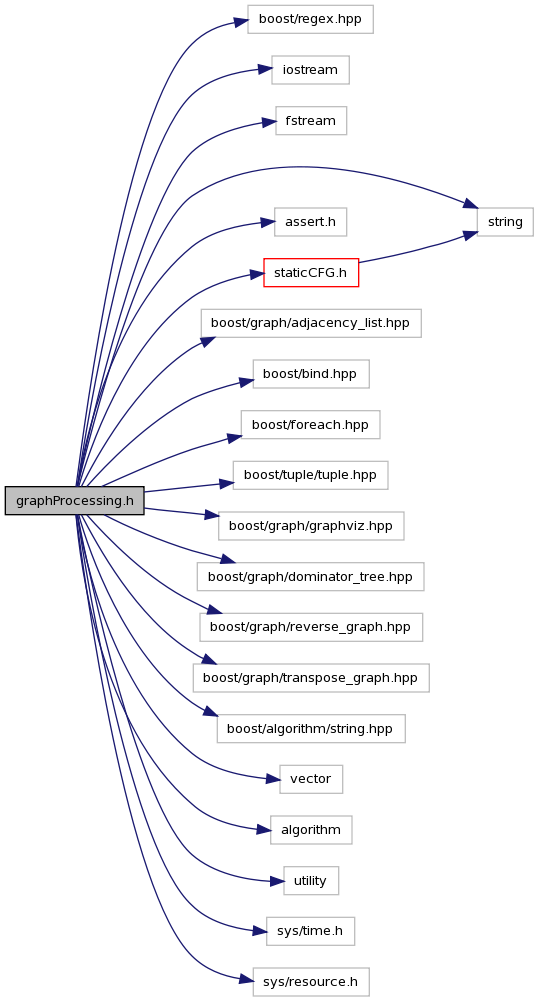 boost/regex.hpp
iostream
fstream
string
assert.h
staticCFG.h
boost/graph/adjacency_list.hpp
boost/bind.hpp
boost/foreach.hpp
boost/tuple/tuple.hpp
graphProcessing.h
boost/graph/graphviz.hpp
boost/graph/dominator_tree.hpp
boost/graph/reverse_graph.hpp
boost/graph/transpose_graph.hpp
boost/algorithm/string.hpp
vector
algorithm
utility
sys/time.h
sys/resource.h